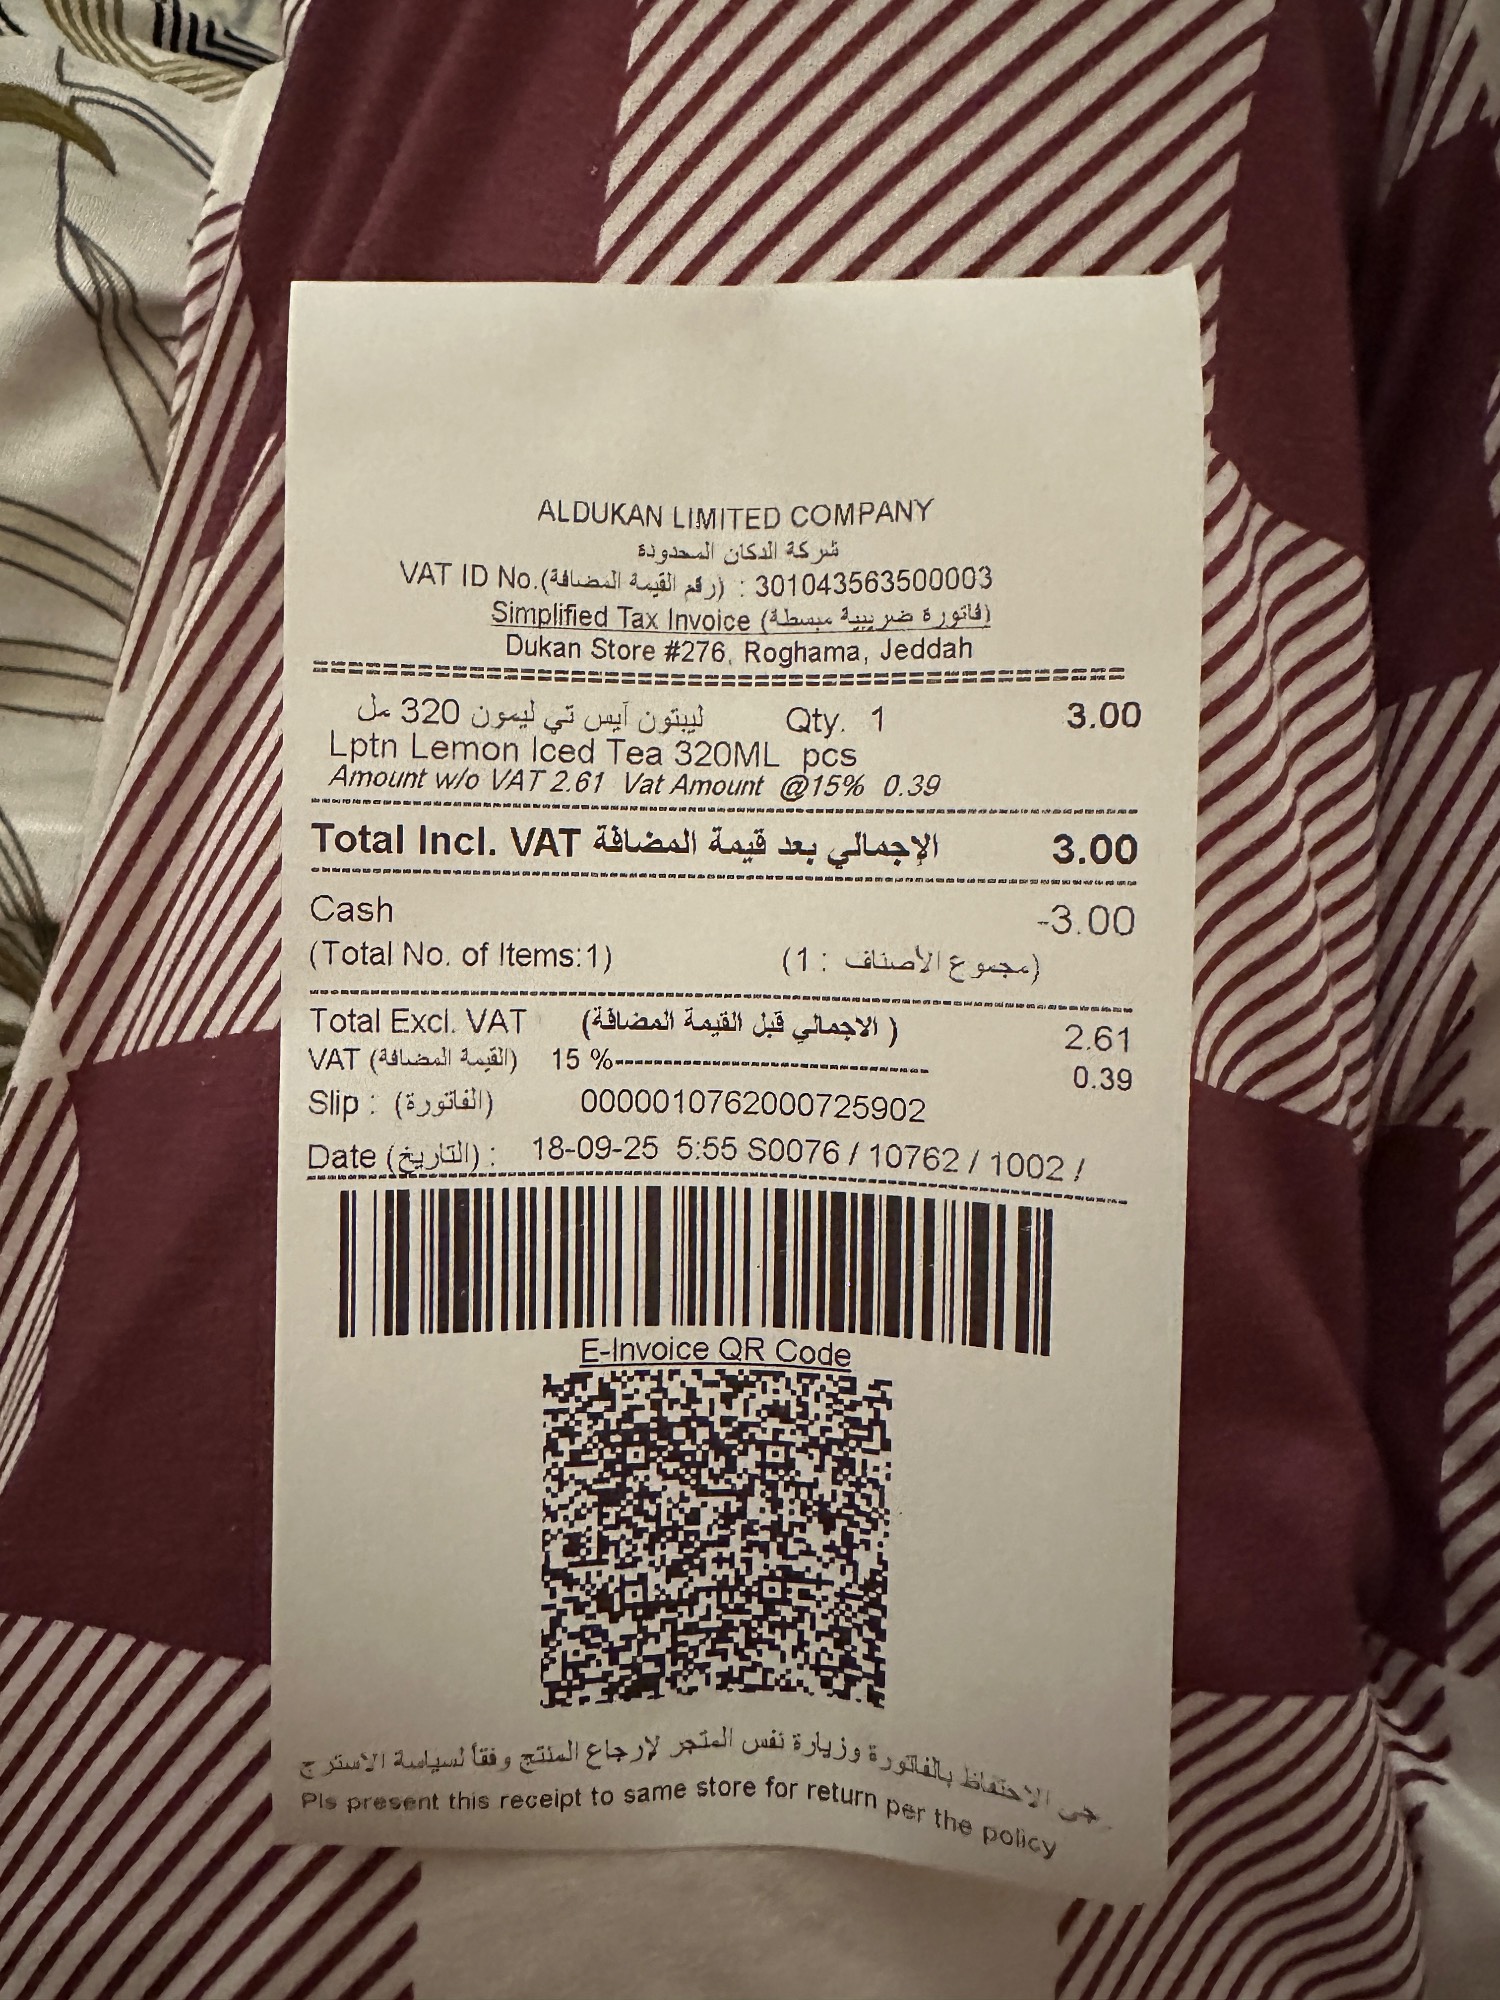 ALDUKAN LIMITED COMPANY
شركة الدكان المحدودة
VAT ID No.(رقم القيمة المضافة) : 301043563500003
Simplified Tax Invoice (فاتورة ضريبية مبسطة)
Dukan Store #276, Roghama, Jeddah
ليبتون آيس تي ليمون 320 مل Qty. 1 3.00
Lptn Lemon Iced Tea 320ML pcs
Amount w/o VAT 2.61 Vat Amount @15% 0.39
Total Incl. VAT الإجمالي بعد قيمة المضافة 3.00
Cash -3.00
(Total No. of Items:1) (مجموع الأصناف : 1)
Total Excl. VAT (الاجمالي قبل القيمة المضافة) 2.61
VAT (القيمة المضافة) 15 %------------------------------ 0.39
Slip : (الفاتورة) 0000010762000725902
Date (التاريخ) : 18-09-25 5:55 S0076 / 10762 / 1002 /
E-Invoice QR Code
جى الاحتفاظ بالفاتورة وزيارة نفس المتجر لإرجاع المنتج وفقاً لسياسة الاسترج
Pls present this receipt to same store for return per the policy